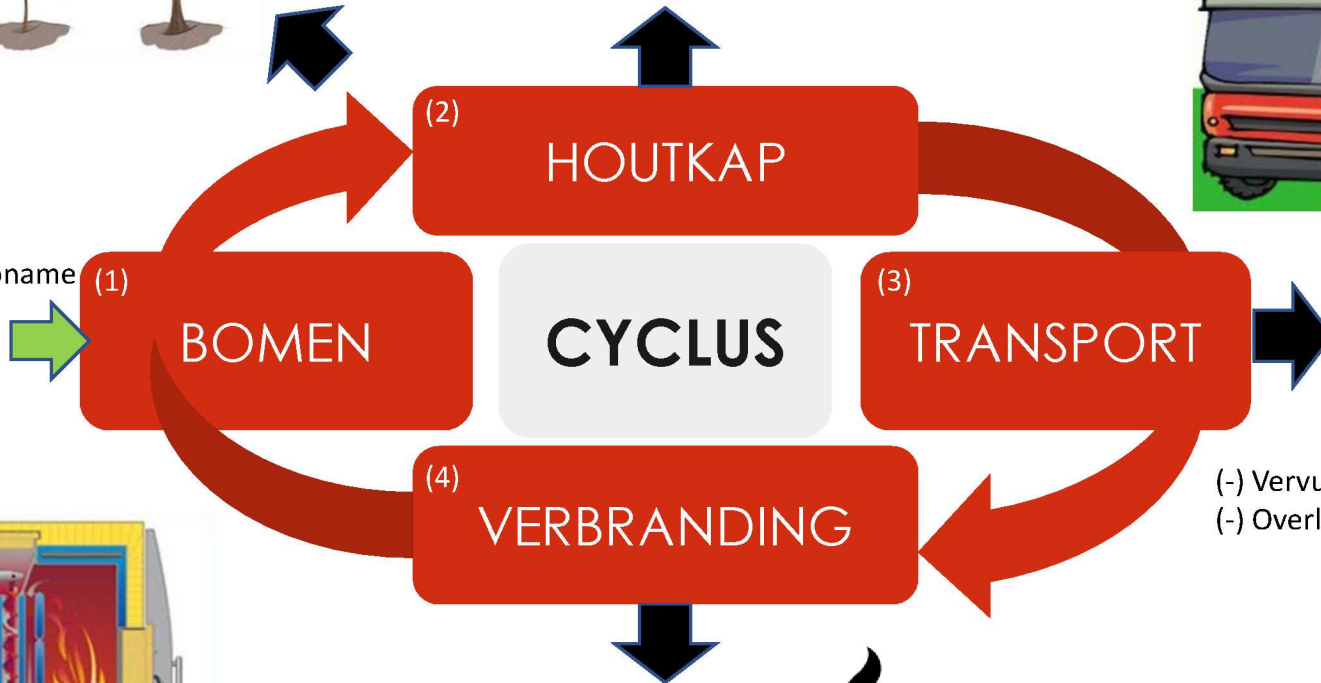 (2)
HOUTKAP
(1)
BOMEN
CYCLUS
(3)
TRANSPORT
(4)
VERBRANDING
(-)
(-)